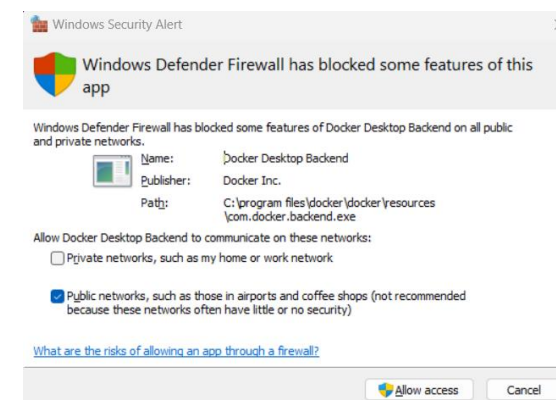 Windows Security Alert
Windows Defender Firewall has blocked some features of this
app
Windows Defender Firewall has blocked some features of Docker Desktop Backend on all public
and private networks.
Name: Docker Desktop Backend
Publisher: Docker Inc.
Path: C:\program files\docker\docker\resources
\com.docker.backend.exe
Allow Docker Desktop Backend to communicate on these networks:
Private networks, such as my home or work network
Public networks, such as those in airports and coffee shops (not recommended
because these networks often have little or no security)
What are the risks of allowing an app through a firewall?
Allow access Cancel